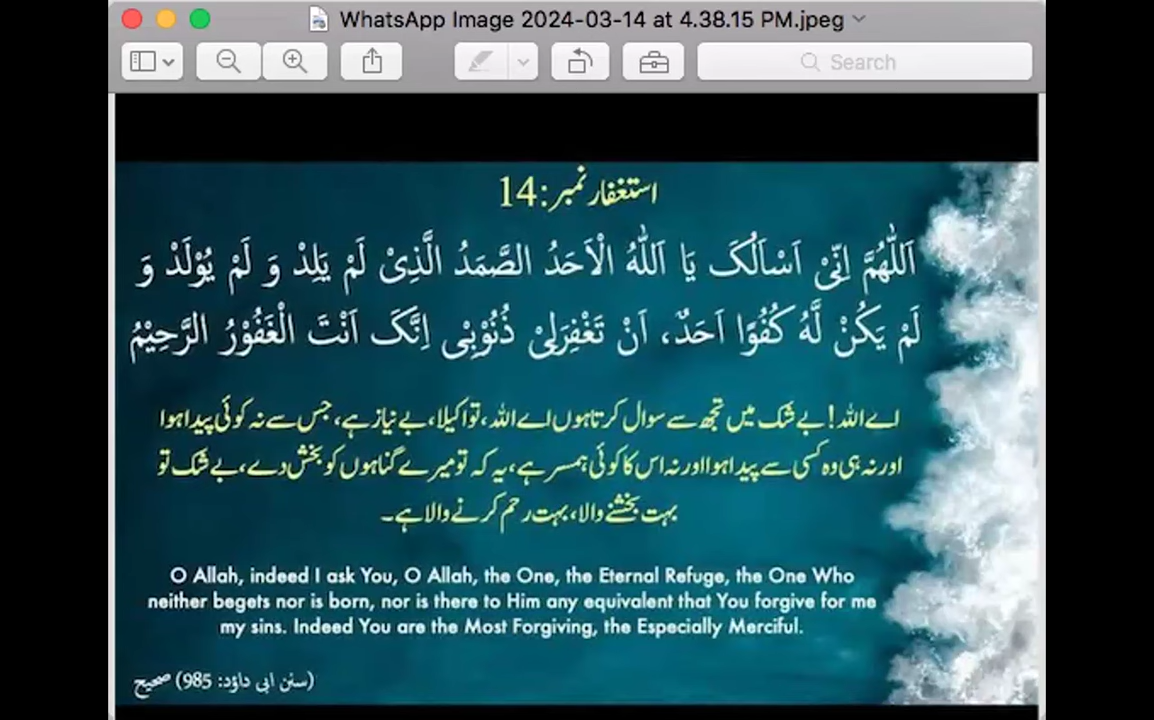 WhatsApp Image 2024-03-14 at 4.38.15 PM.jpeg
Search
استغفار نمبر: 14
اَللّٰهُمَّ اِنِّیْ اَسْاَلُکَ یَا اَللّٰهُ الْاَحَدُ الصَّمَدُ الَّذِیْ لَمْ یَلِدْ وَ لَمْ یُوْلَدْ وَ
لَمْ یَکُنْ لَّهٗ کُفُوًا اَحَدٌ، اَنْ تَغْفِرَلِیْ ذُنُوْبِیْ اِنَّکَ اَنْتَ الْغَفُوْرُ الرَّحِیْمُ
اے اللہ! بے شک میں تجھ سے سوال کرتا ہوں اے اللہ، تو اکیلا، بے نیاز ہے، جس سے نہ کوئی پیدا ہوا
اور نہ ہی وہ کسی سے پیدا ہوا اور نہ اس کا کوئی ہمسر ہے، یہ کہ تو میرے گناہوں کو بخش دے، بے شک تو
بہت بخشنے والا، بہت رحم کرنے والا ہے۔
O Allah, indeed I ask You, O Allah, the One, the Eternal Refuge, the One Who
neither begets nor is born, nor is there to Him any equivalent that You forgive for me
my sins. Indeed You are the Most Forgiving, the Especially Merciful.
(سنن ابی داؤد: 985) صحیح